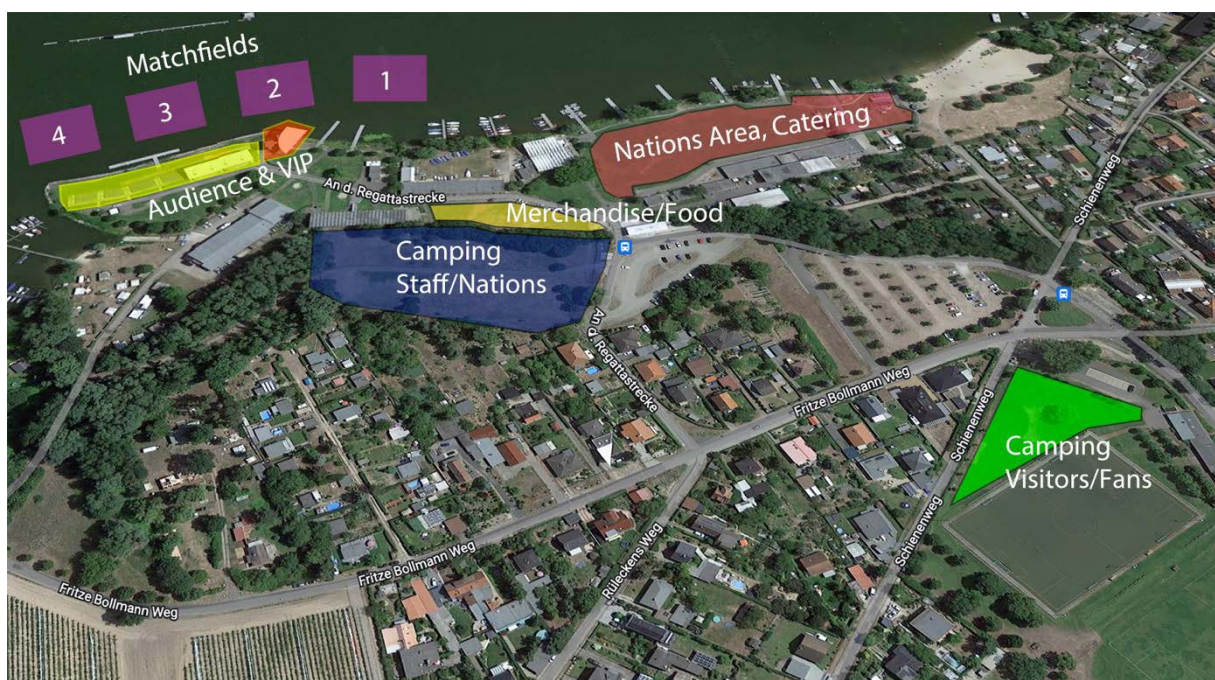 Matchfields
1
2
3
4
Audience & VIP
Nations Area, Catering
An d. Regattastrecke
Merchandise/Food
Camping
Staff/Nations
Schienenweg
An d. Regattastrecke
Fritze Bollmann Weg
Schienenweg
Camping
Visitors/Fans
Schienenweg
Rüleckens Weg
Fritze Bollmann Weg
Fritze Bollmann Weg